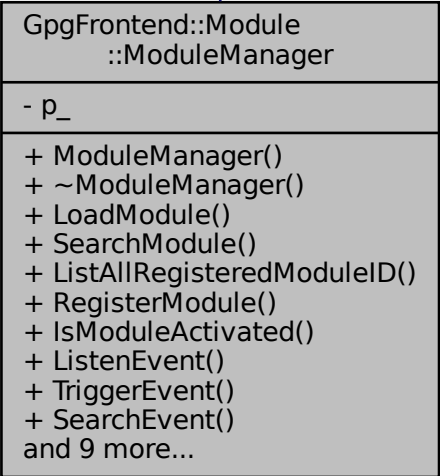 GpgFrontend::Module
::ModuleManager
- p_
+ ModuleManager()
+ ~ModuleManager()
+ LoadModule()
+ SearchModule()
+ ListAllRegisteredModuleID()
+ RegisterModule()
+ IsModuleActivated()
+ ListenEvent()
+ TriggerEvent()
+ SearchEvent()
and 9 more...